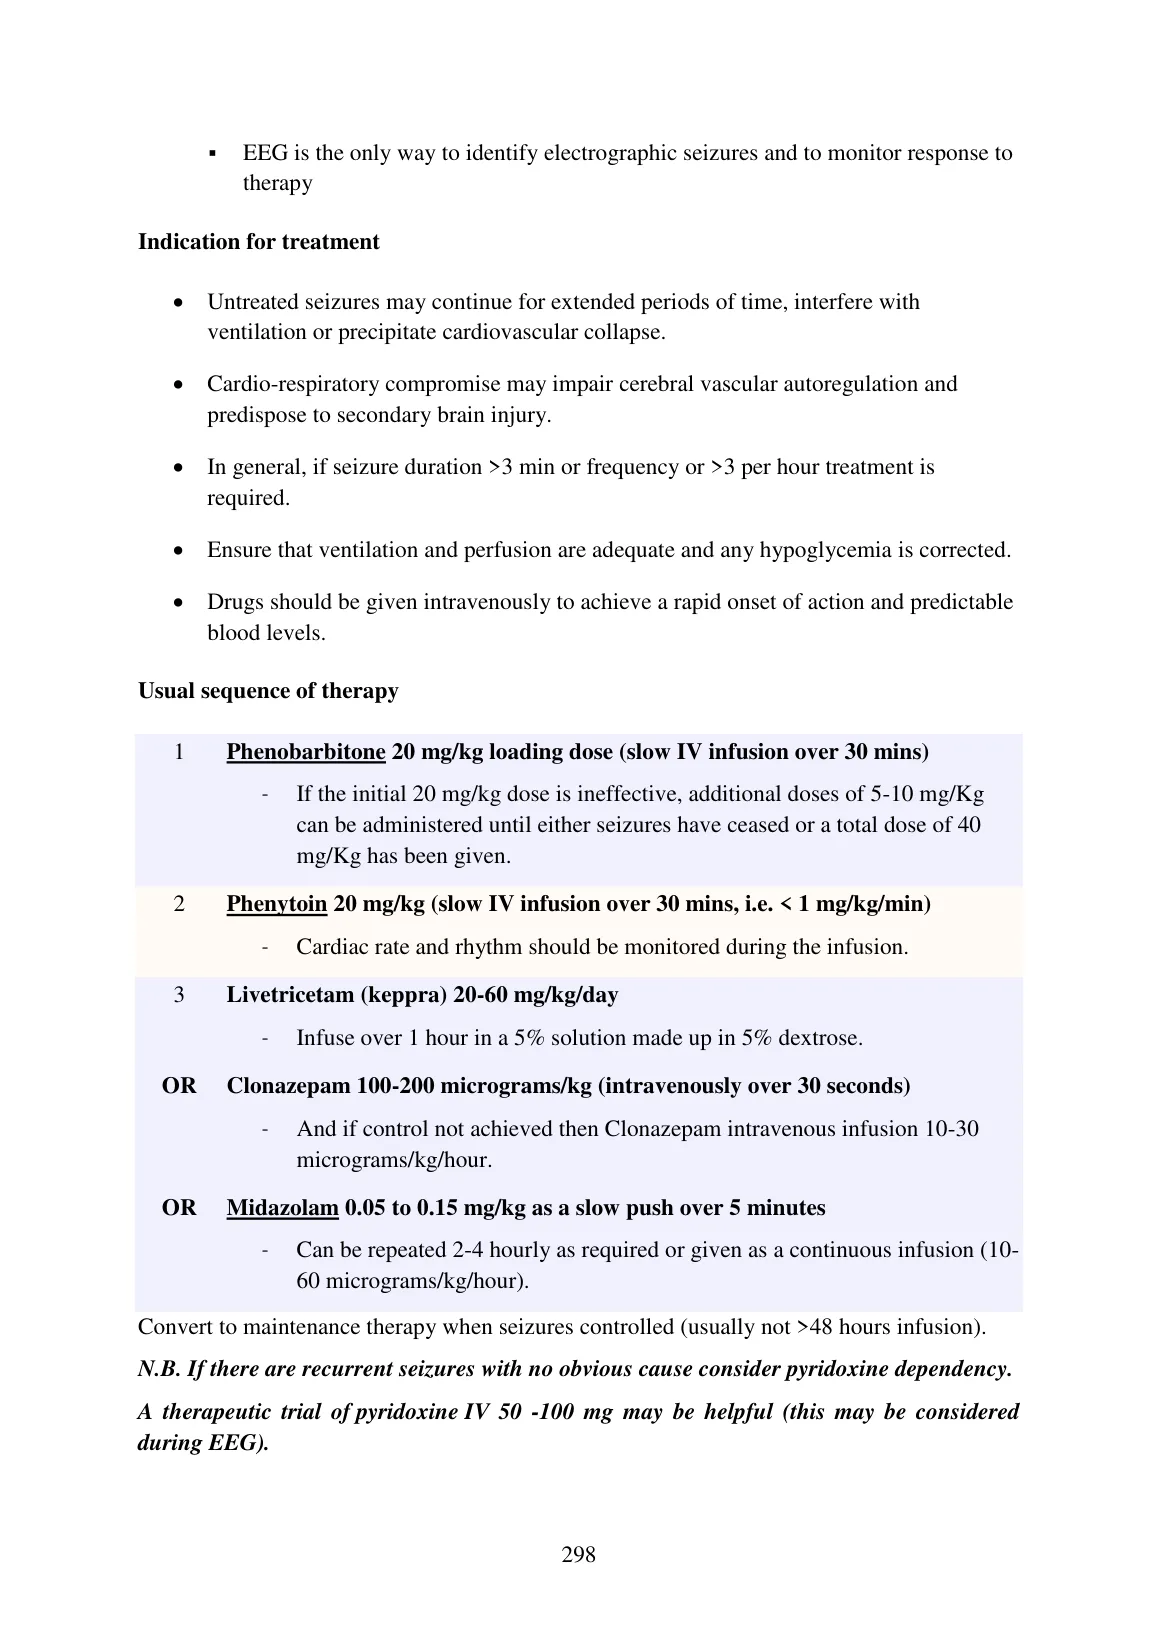 ▪ EEG is the only way to identify electrographic seizures and to monitor response to
therapy
Indication for treatment
• Untreated seizures may continue for extended periods of time, interfere with
ventilation or precipitate cardiovascular collapse.
• Cardio-respiratory compromise may impair cerebral vascular autoregulation and
predispose to secondary brain injury.
• In general, if seizure duration >3 min or frequency or >3 per hour treatment is
required.
• Ensure that ventilation and perfusion are adequate and any hypoglycemia is corrected.
• Drugs should be given intravenously to achieve a rapid onset of action and predictable
blood levels.
Usual sequence of therapy
1 Phenobarbitone 20 mg/kg loading dose (slow IV infusion over 30 mins)
- If the initial 20 mg/kg dose is ineffective, additional doses of 5-10 mg/Kg
can be administered until either seizures have ceased or a total dose of 40
mg/Kg has been given.
2 Phenytoin 20 mg/kg (slow IV infusion over 30 mins, i.e. < 1 mg/kg/min)
- Cardiac rate and rhythm should be monitored during the infusion.
3 Livetricetam (keppra) 20-60 mg/kg/day
- Infuse over 1 hour in a 5% solution made up in 5% dextrose.
OR Clonazepam 100-200 micrograms/kg (intravenously over 30 seconds)
- And if control not achieved then Clonazepam intravenous infusion 10-30
micrograms/kg/hour.
OR Midazolam 0.05 to 0.15 mg/kg as a slow push over 5 minutes
- Can be repeated 2-4 hourly as required or given as a continuous infusion (10-
60 micrograms/kg/hour).
Convert to maintenance therapy when seizures controlled (usually not >48 hours infusion).
N.B. If there are recurrent seizures with no obvious cause consider pyridoxine dependency.
A therapeutic trial of pyridoxine IV 50 -100 mg may be helpful (this may be considered
during EEG).
298